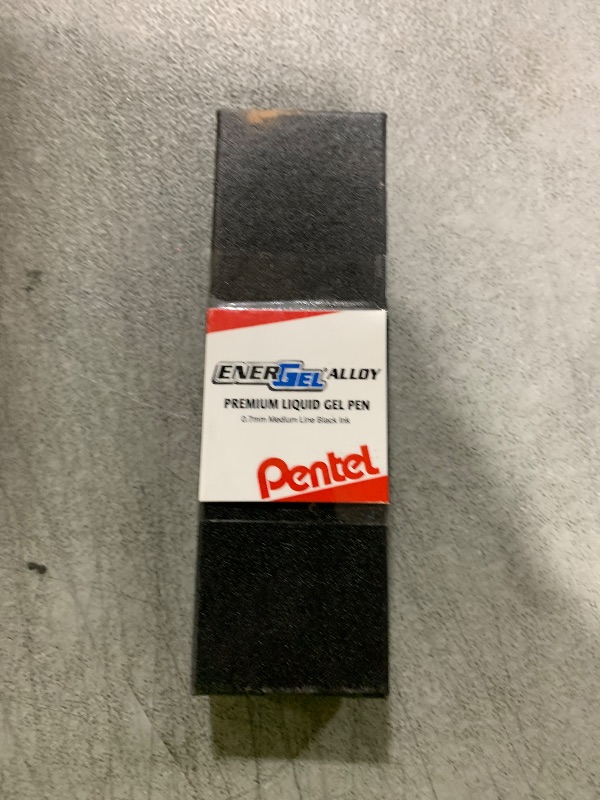 ENERGEL ALLOY
PREMIUM LIQUID GEL PEN
0.7mm Medium Line Black Ink
Pentel